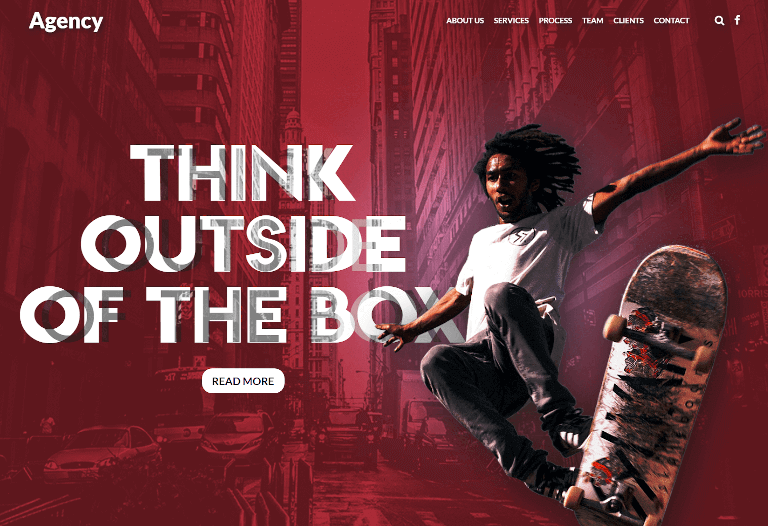 Agency
ABOUT US SERVICES PROCESS TEAM CLIENTS CONTACT
THINK
OUTSIDE
OF THE BOX
READ MORE